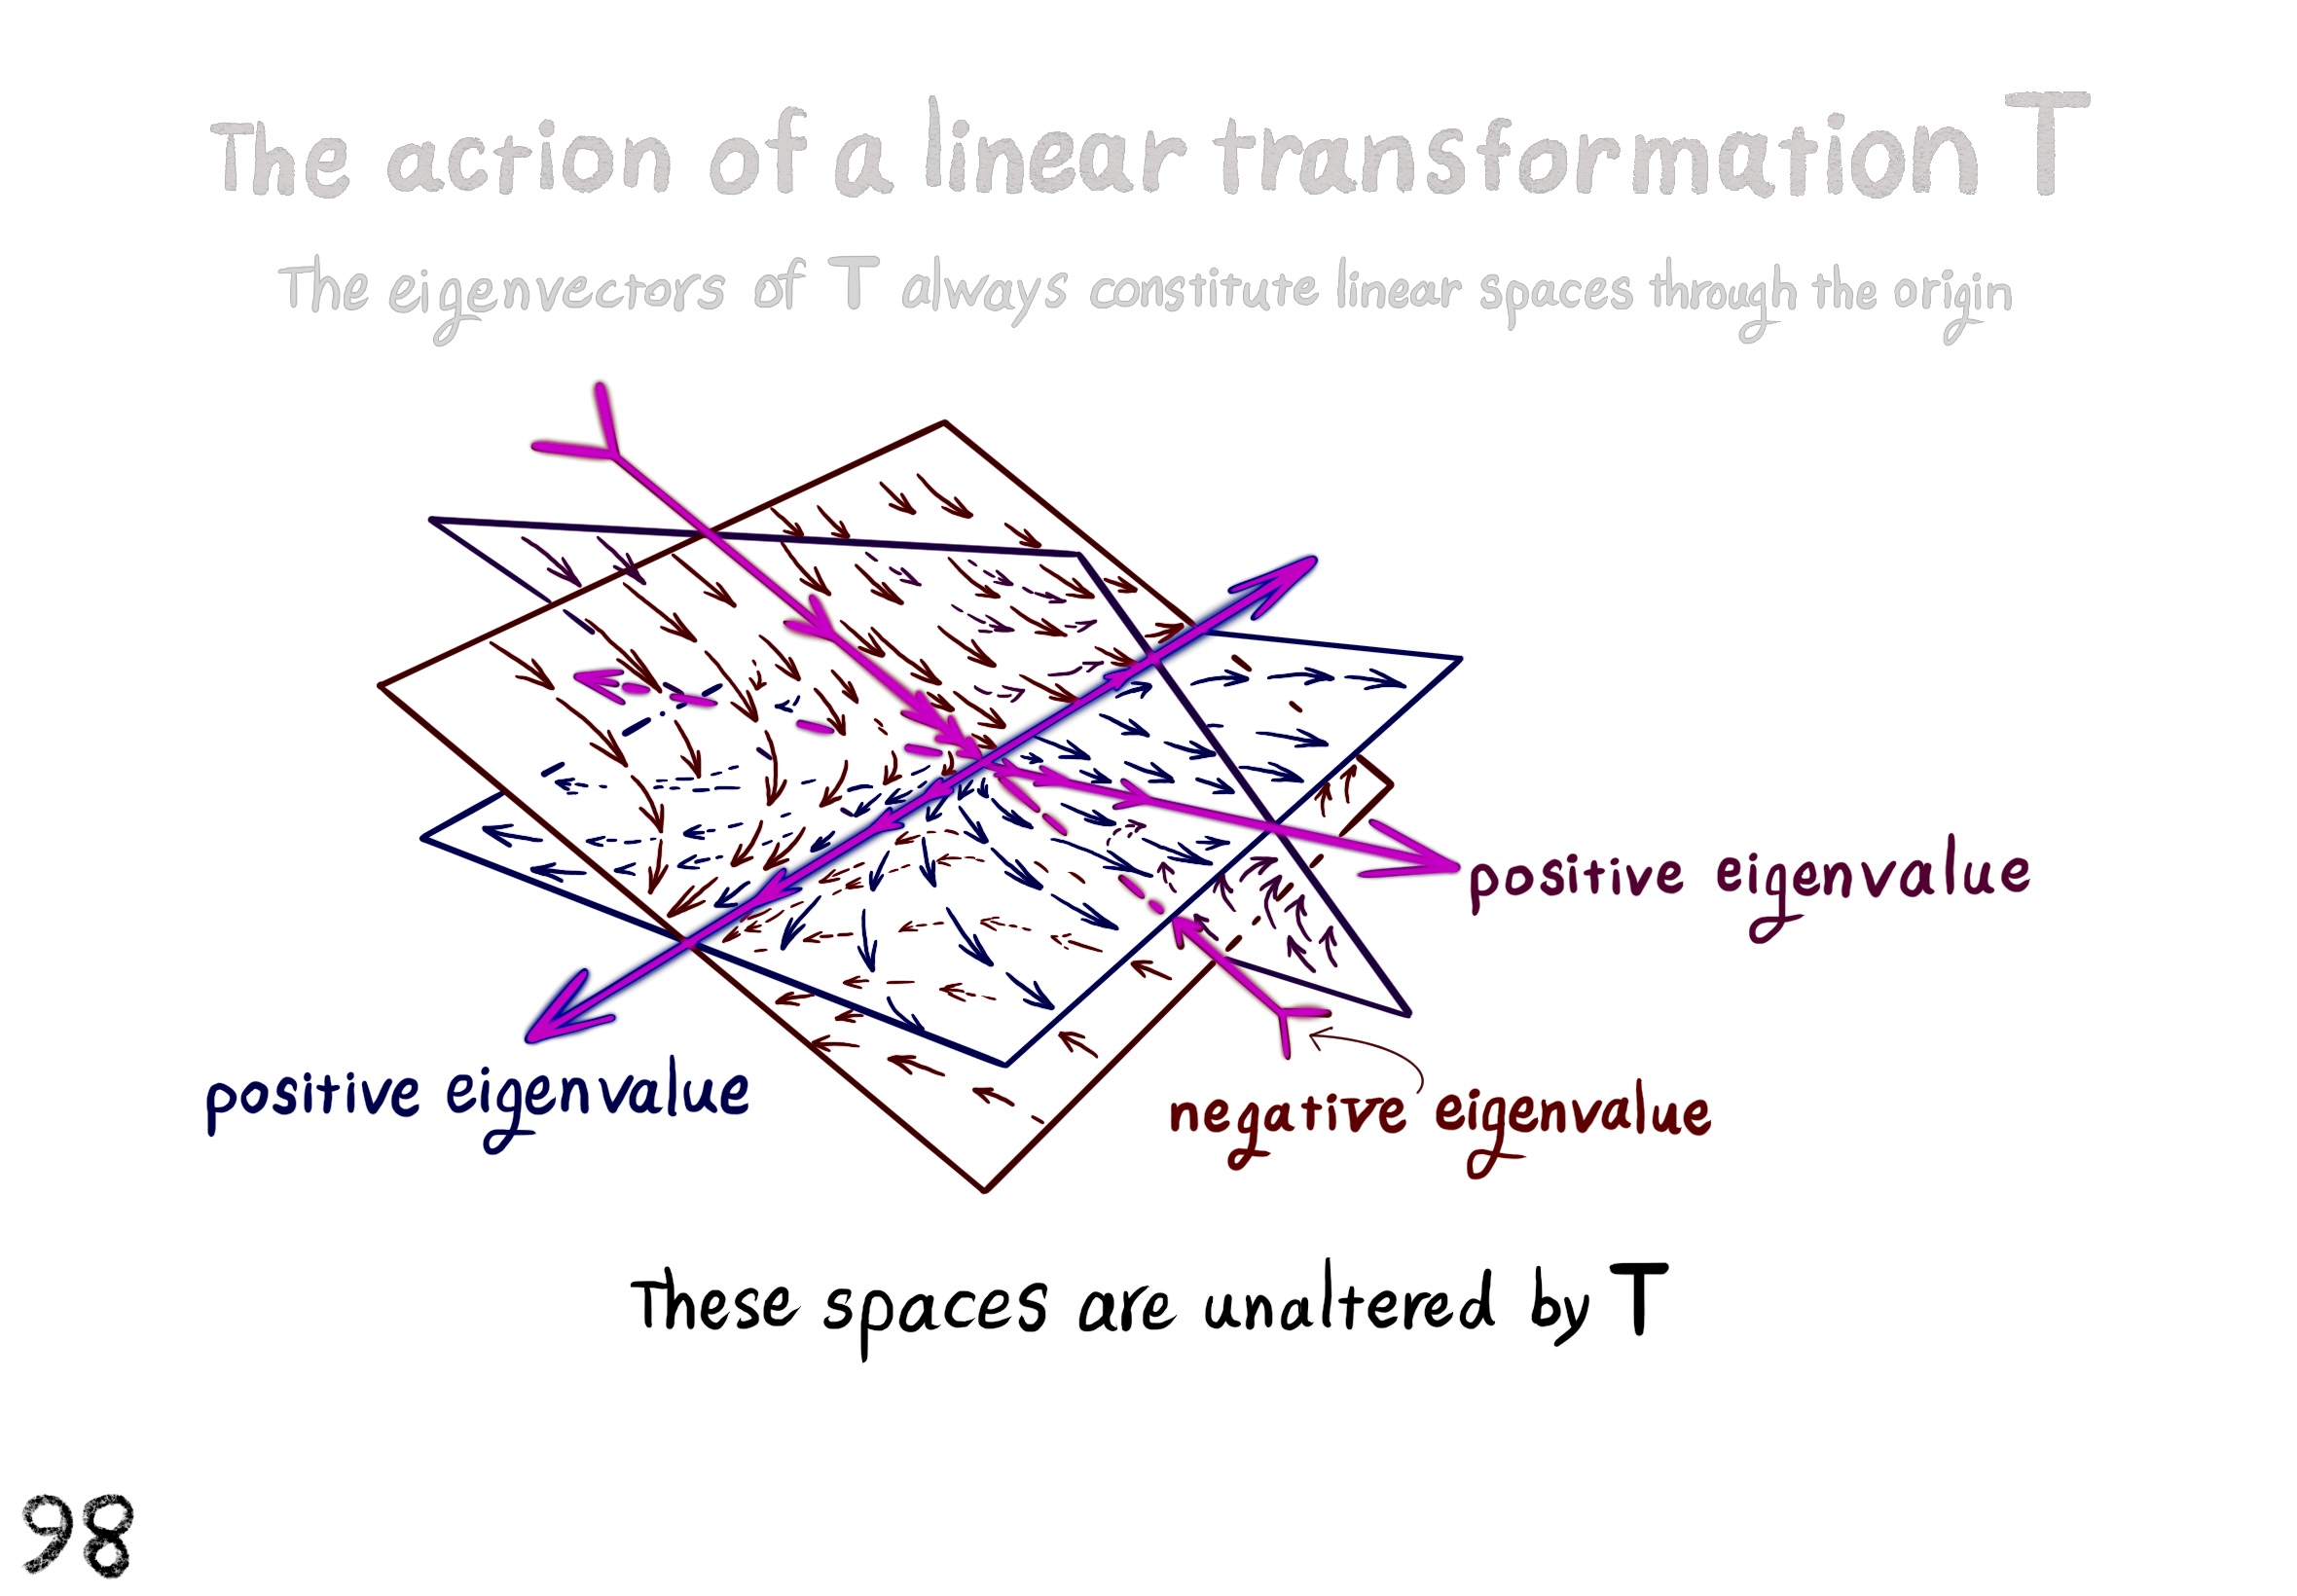 The action of a linear transformation T
The eigenvectors of T always constitute linear spaces through the origin
positive eigenvalue
positive eigenvalue
negative eigenvalue
These spaces are unaltered by T
98